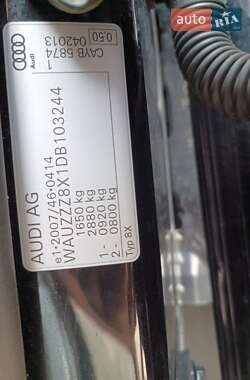 AUTO.RIA
AUDI AG
e1*2007/46*0414
WAUZZZ8X1DB103244
1650 kg
2880 kg
1- 0920 kg
2- 0800 kg
Typ 8X
Audi
CAYB 5874
042013
0.50